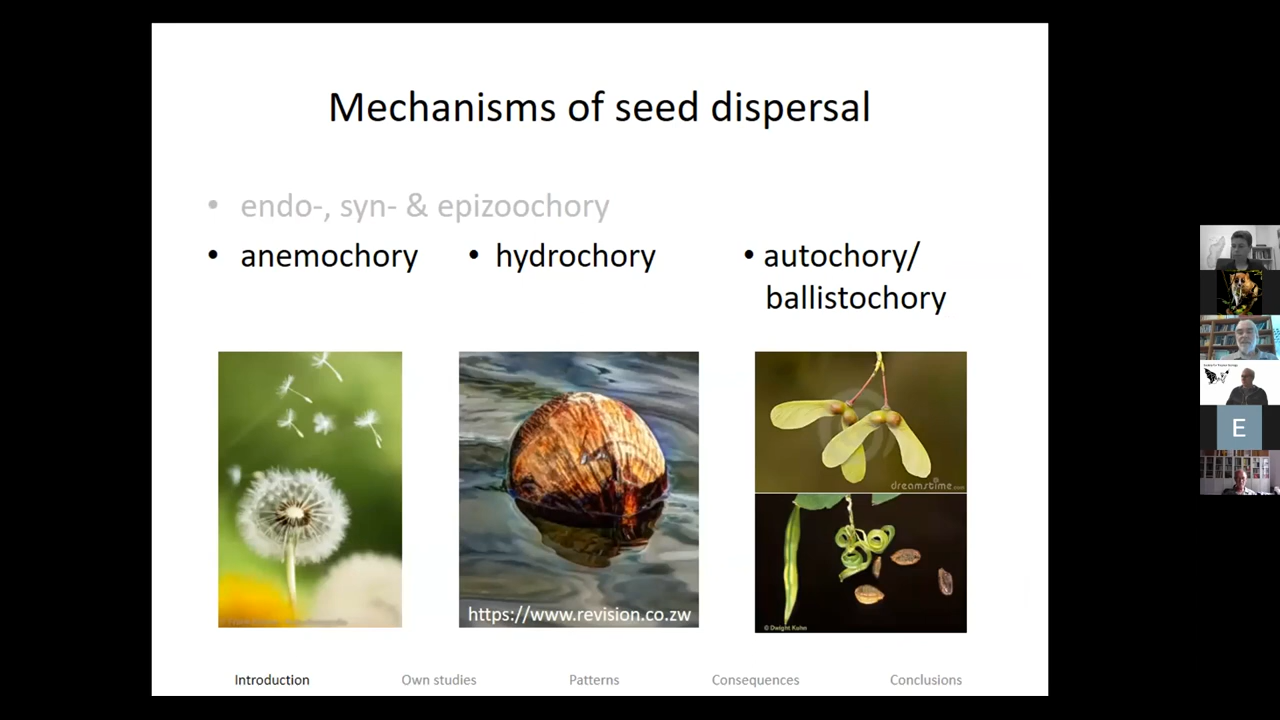 Mechanisms of seed dispersal
• endo-, syn- & epizoochory
• anemochory
• hydrochory
• autochory/
ballistochory
dreamstime.com
https://www.revision.co.zw
© Dwight Kuhn
E
Introduction
Own studies
Patterns
Consequences
Conclusions